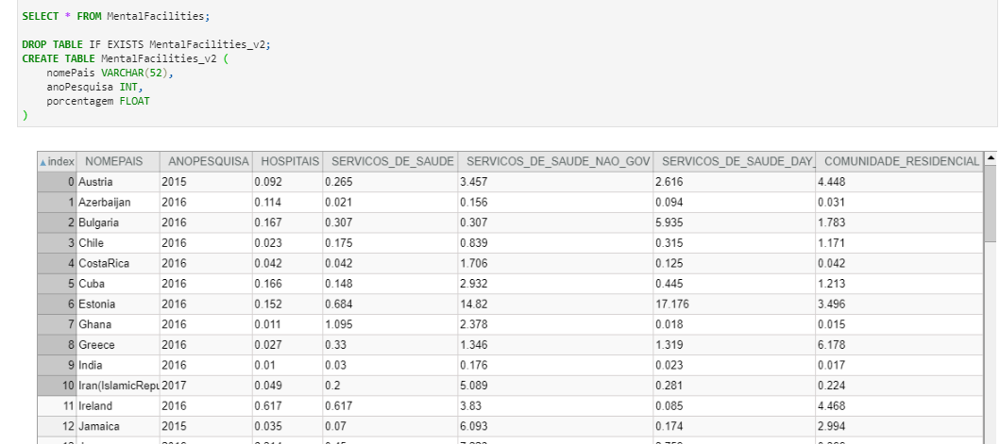 SELECT * FROM MentalFacilities;
DROP TABLE IF EXISTS MentalFacilities_v2;
CREATE TABLE MentalFacilities_v2 (
nomePais VARCHAR(52),
anoPesquisa INT,
porcentagem FLOAT
)
index NOMEPAIS ANOPESQUISA HOSPITAIS SERVICOS_DE_SAUDE SERVICOS_DE_SAUDE_NAO_GOV SERVICOS_DE_SAUDE_DAY_ COMUNIDADE_RESIDENCIAL
0 Austria 2015 0.092 0.265 3.457 2.616 4.448
1 Azerbaijan 2016 0.114 0.021 0.156 0.094 0.031
2 Bulgaria 2016 0.167 0.307 0.307 5.935 1.783
3 Chile 2016 0.023 0.175 0.839 0.315 1.171
4 CostaRica 2016 0.042 0.042 1.706 0.125 0.042
5 Cuba 2016 0.166 0.148 2.932 0.445 1.213
6 Estonia 2016 0.152 0.684 14.82 17.176 3.496
7 Ghana 2016 0.011 1.095 2.378 0.018 0.015
8 Greece 2016 0.027 0.33 1.346 1.319 6.178
9 India 2016 0.01 0.03 0.176 0.023 0.017
10 Iran(IslamicRepu 2017 0.049 0.2 5.089 0.281 0.224
11 Ireland 2016 0.617 0.617 3.83 0.085 4.468
12 Jamaica 2015 0.035 0.07 6.093 0.174 2.994